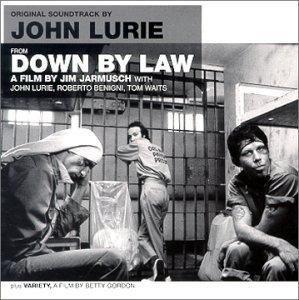 ORIGINAL SOUNDTRACK BY
JOHN LURIE
FROM
DOWN BY LAW
A FILM BY JIM JARMUSCH WITH
JOHN LURIE, ROBERTO BENIGNI, TOM WAITS
plus VARIETY, A FILM BY BETTY GORDON